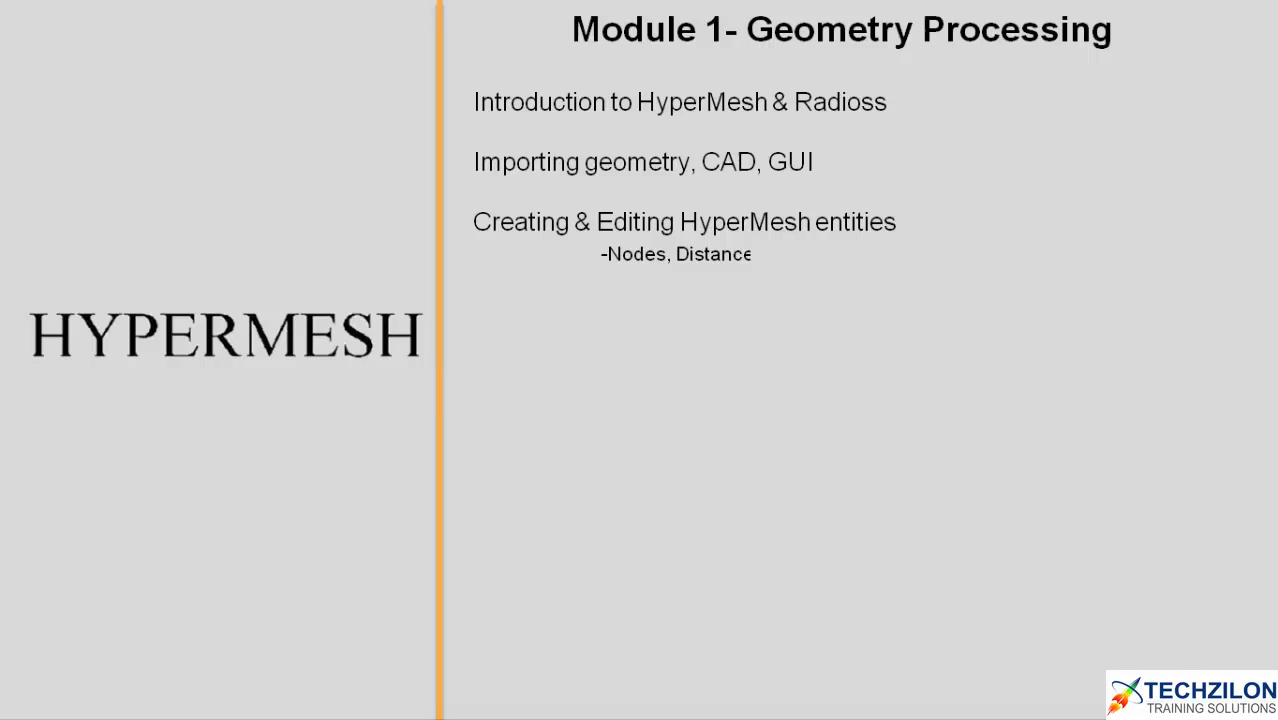 Module 1- Geometry Processing
Introduction to HyperMesh & Radioss
Importing geometry, CAD, GUI
Creating & Editing HyperMesh entities
-Nodes, Distance
HYPERMESH
TECHZILON
TRAINING SOLUTIONS